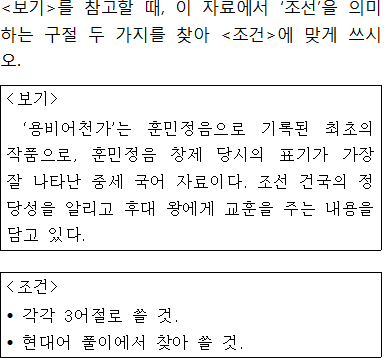 <보기>를 참고할 때, 이 자료에서 ‘조선’을 의미
하는 구절 두 가지를 찾아 <조건>에 맞게 쓰시
오.
<보기>
‘용비어천가’는 훈민정음으로 기록된 최초의
작품으로, 훈민정음 창제 당시의 표기가 가장
잘 나타난 중세 국어 자료이다. 조선 건국의 정
당성을 알리고 후대 왕에게 교훈을 주는 내용을
담고 있다.
<조건>
• 각각 3어절로 쓸 것.
• 현대어 풀이에서 찾아 쓸 것.